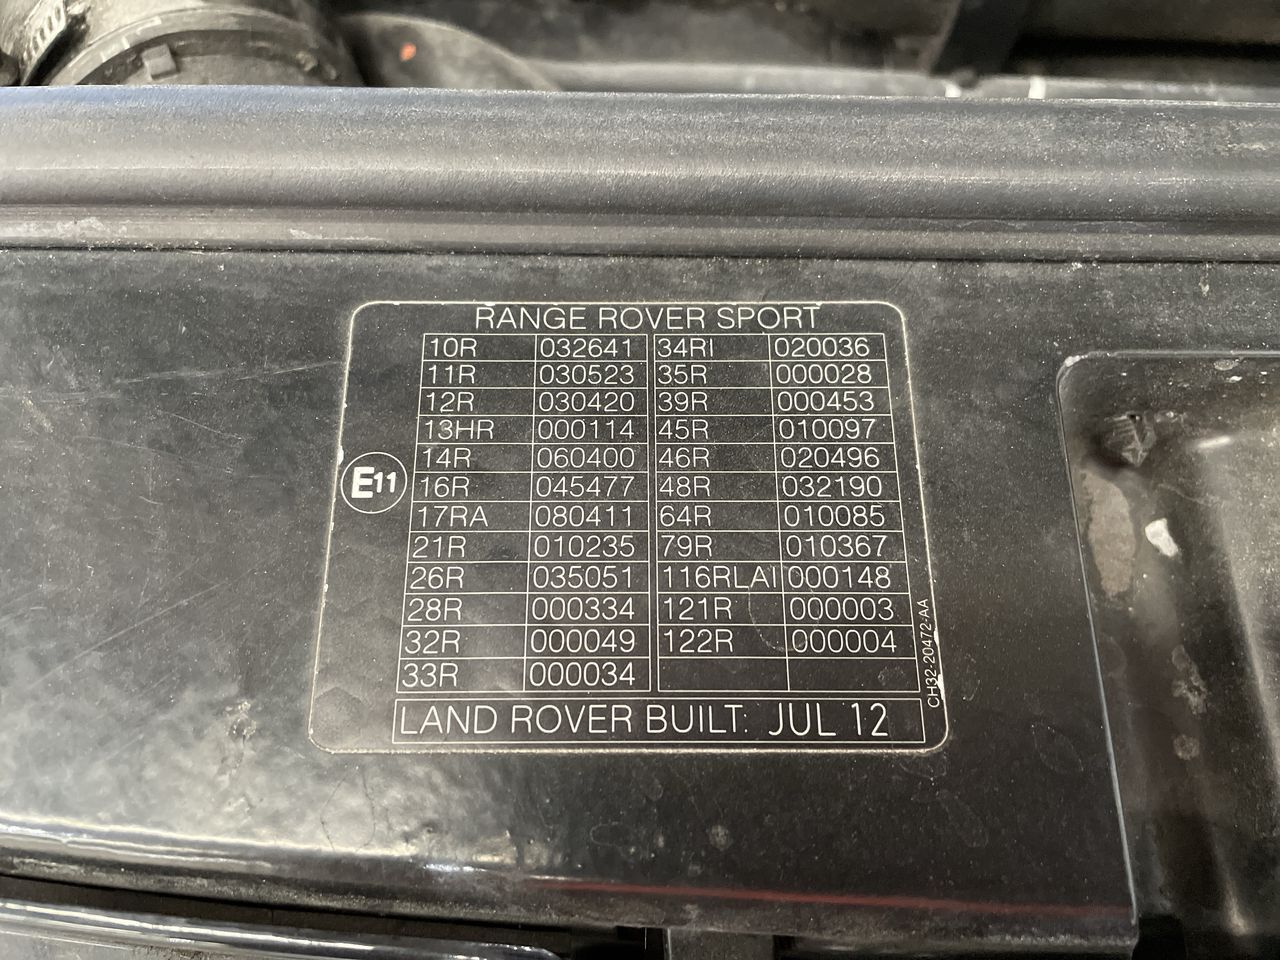 RANGE ROVER SPORT
10R 032641 34RI 020036
11R 030523 35R 000028
12R 030420 39R 000453
13HR 000114 45R 010097
14R 060400 46R 020496
E11
16R 045477 48R 032190
17RA 080411 64R 010085
21R 010235 79R 010367
26R 035051 116RLAI 000148
28R 000334 121R 000003
32R 000049 122R 000004
33R 000034
LAND ROVER BUILT: JUL 12
CH32-20472-AA